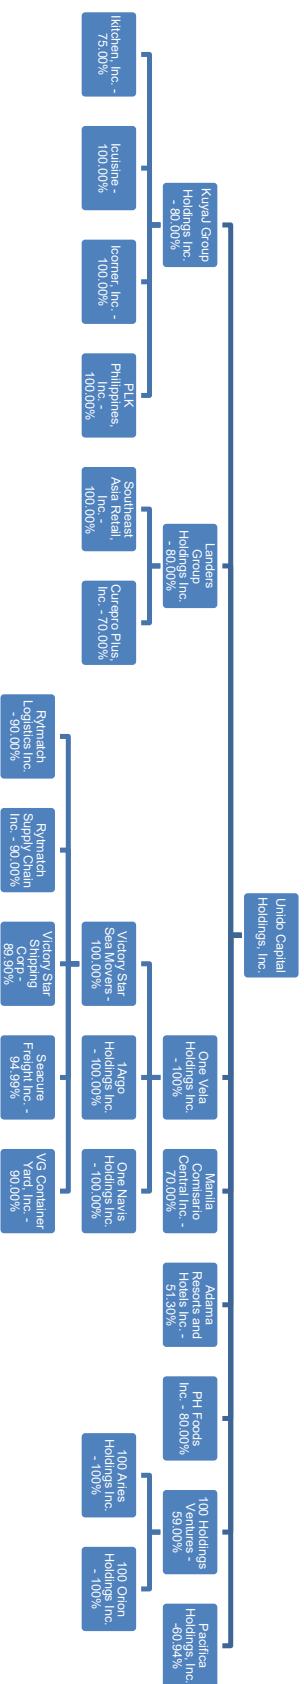 Unido Capital
Holdings, Inc.
KuyaJ Group
Holdings Inc.
- 80.00%
Landers
Group
Holdings Inc.
- 80.00%
One Vela
Holdings Inc.
- 100%
Manila
Comisario
Central Inc. -
70.00%
Adama
Resorts and
Hotels Inc. -
51.30%
PH Foods
Inc. - 80.00%
100 Holdings
Ventures -
59.00%
Pacifica
Holdings, Inc.
-60.94%
Ikitchen, Inc. -
75.00%
Icuisine -
100.00%
Icorner, Inc. -
100.00%
PLK
Philippines,
Inc. -
100.00%
Southeast
Asia Retail,
Inc. -
100.00%
Curepro Plus,
Inc. - 70.00%
Victory Star
Sea Movers -
100.00%
1Argo
Holdings Inc.
- 100.00%
One Navis
Holdings Inc.
- 100.00%
100 Aries
Holdings Inc.
- 100%
100 Orion
Holdings Inc.
- 100%
Rytmatch
Logistics Inc.
- 90.00%
Rytmatch
Supply Chain
Inc. - 90.00%
Victory Star
Shipping
Corp -
89.90%
Seacure
Freight Inc. -
94.99%
VG Container
Yard, Inc. -
90.00%